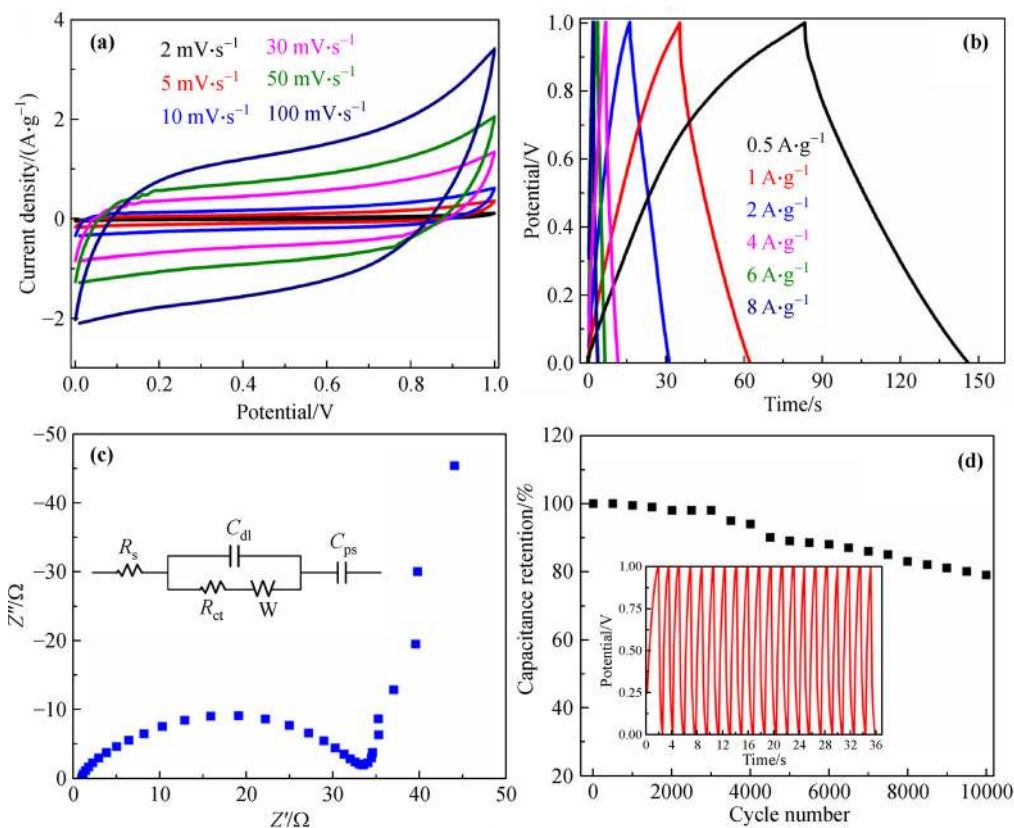 (a)
2 mV·s⁻¹ 30 mV·s⁻¹
5 mV·s⁻¹ 50 mV·s⁻¹
10 mV·s⁻¹ 100 mV·s⁻¹
4
2
0
−2
Current density/(A·g⁻¹)
0.0 0.2 0.4 0.6 0.8 1.0
Potential/V
(b)
1.0
0.8
0.6
0.4
0.2
0.0
Potential/V
0.5 A·g⁻¹
1 A·g⁻¹
2 A·g⁻¹
4 A·g⁻¹
6 A·g⁻¹
8 A·g⁻¹
0 30 60 90 120 150
Time/s
(c)
−50
−40
−30
−20
−10
0
Z″/Ω
Rs
Cdl
Rct
W
Cps
0 10 20 30 40 50
Z′/Ω
(d)
120
100
80
60
40
20
Capacitance retention/%
1.00
0.75
0.50
0.25
0.00
Potential/V
0 4 8 12 16 20 24 28 32 36
Time/s
0 2000 4000 6000 8000 10000
Cycle number